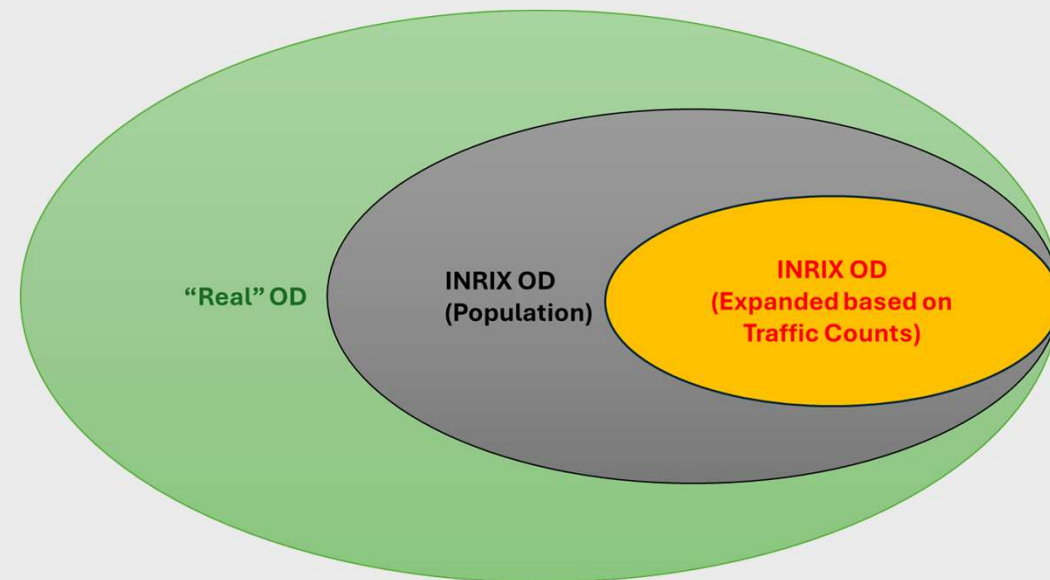 “Real” OD
INRIX OD
(Population)
INRIX OD
(Expanded based on
Traffic Counts)